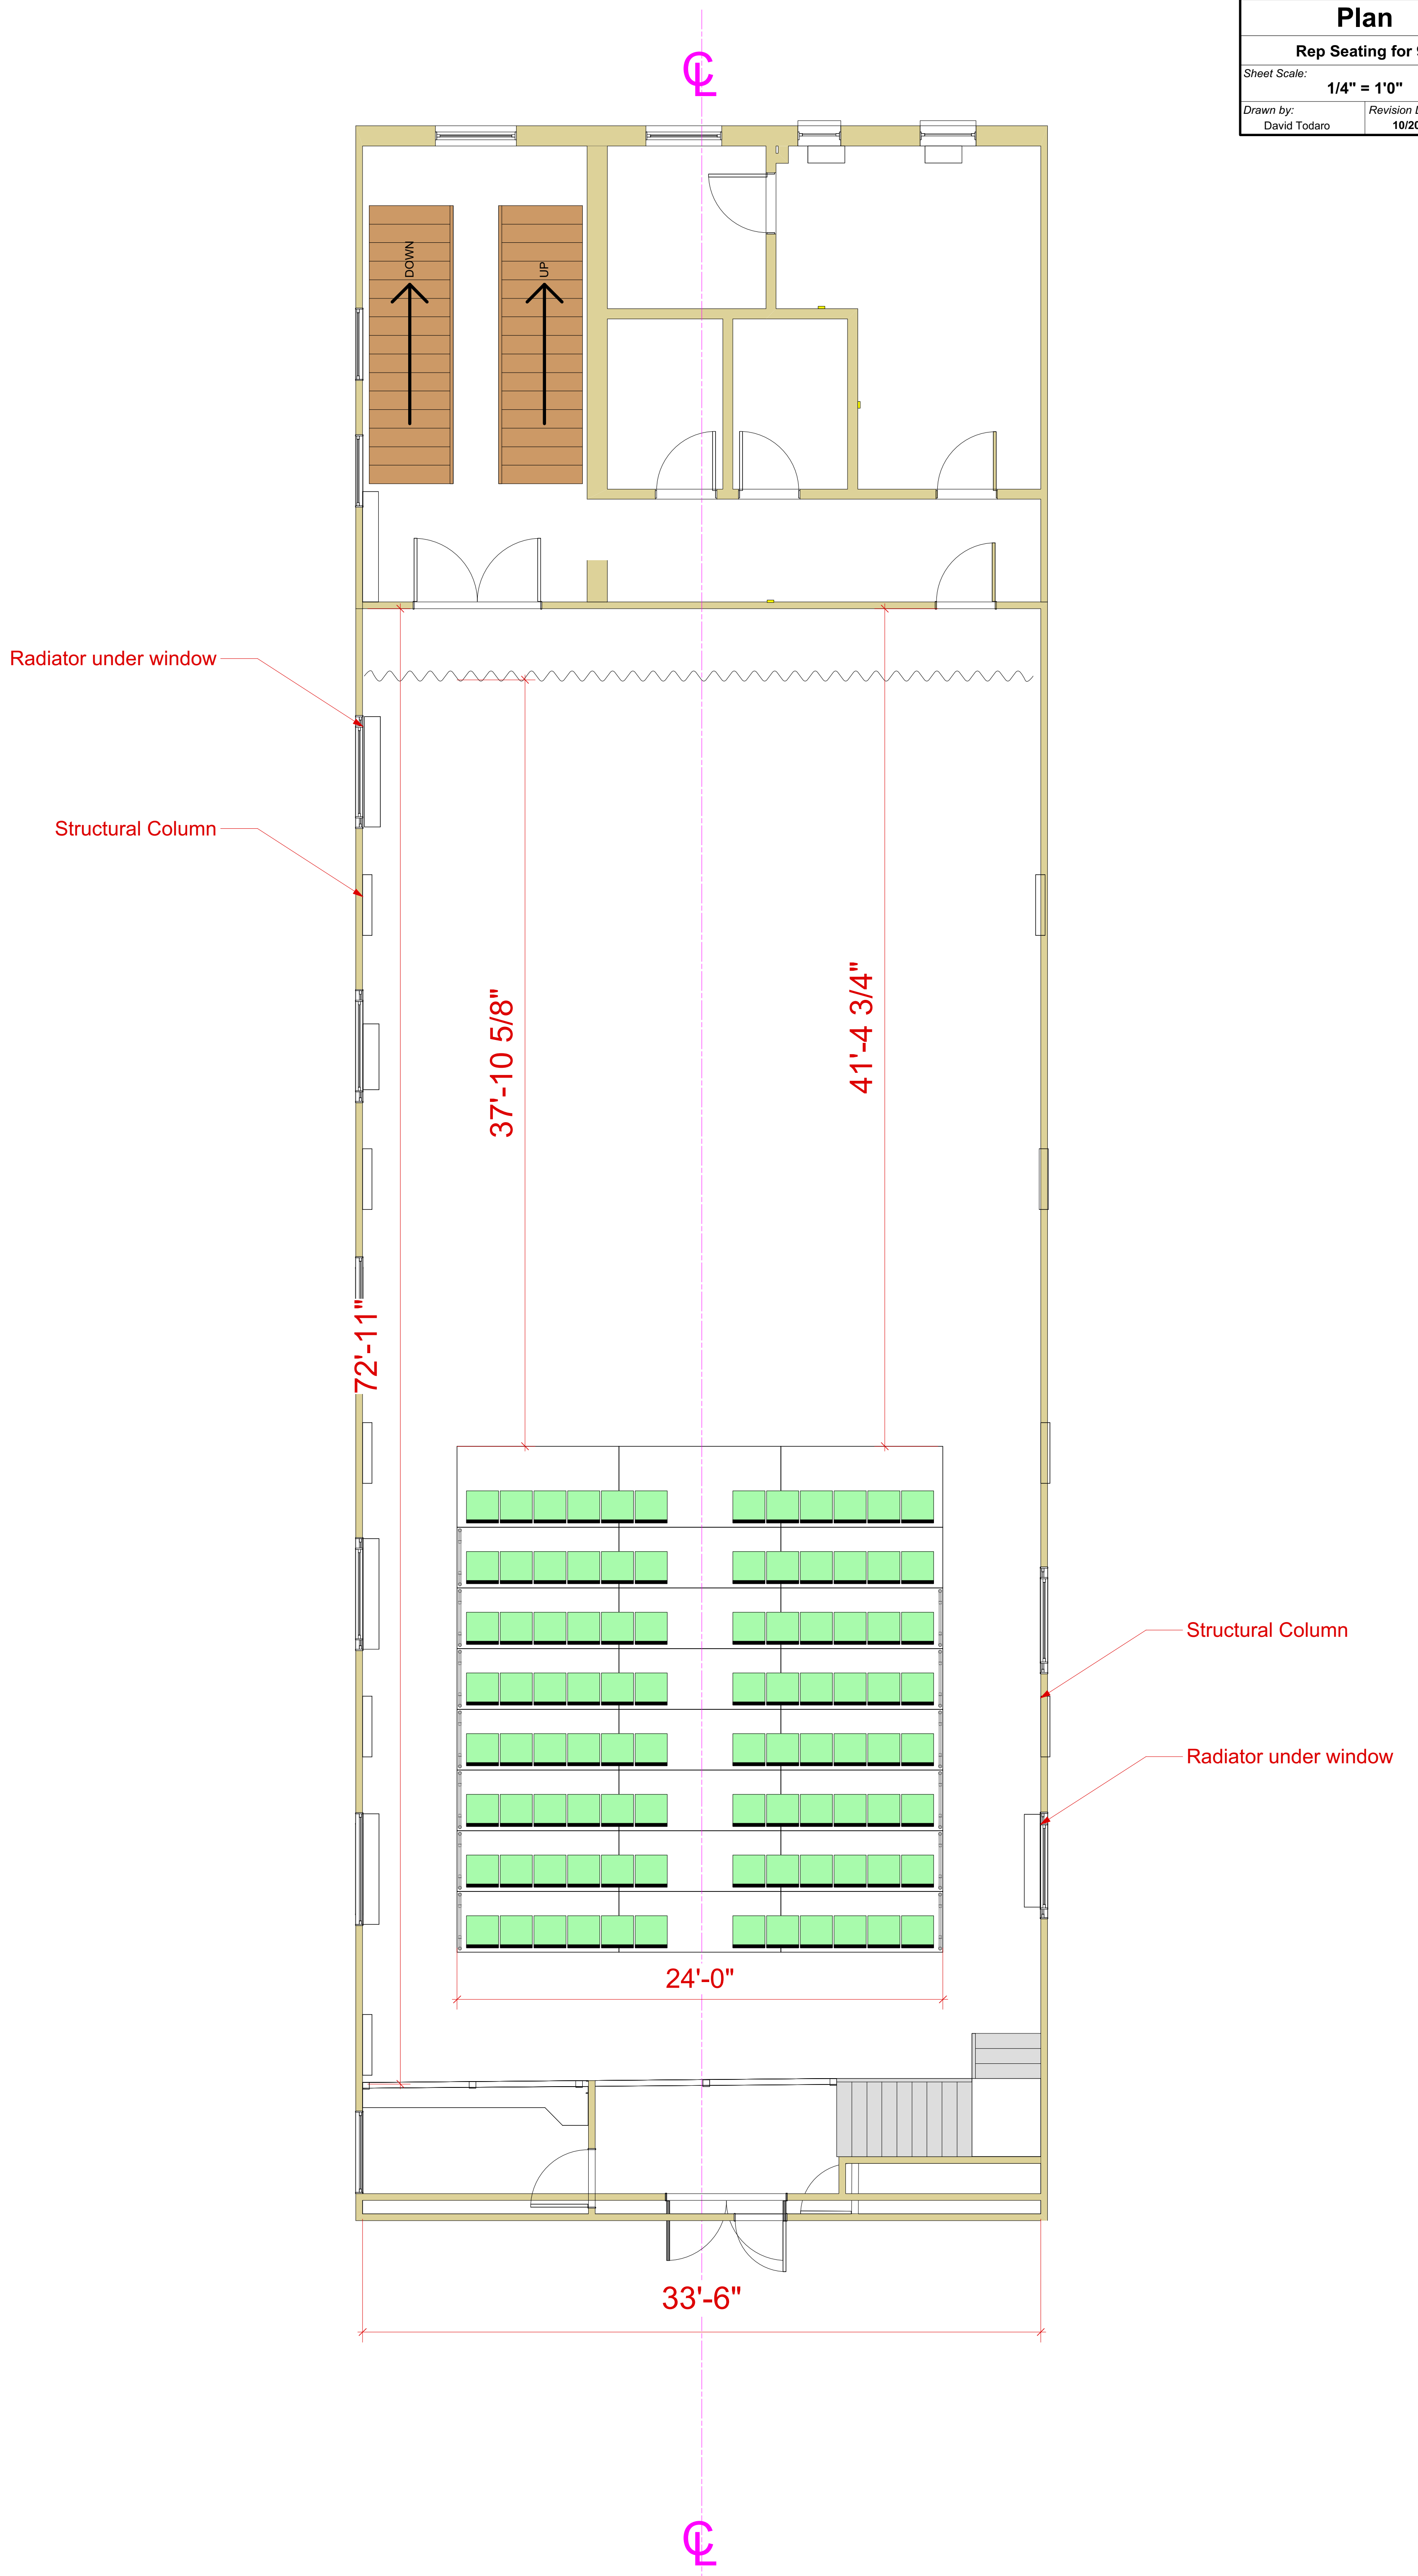 Plan
Rep Seating for
Sheet Scale:
1/4" = 1'0"
Drawn by:
Revision
David Todaro
CL
DOWN
UP
Radiator under window
Structural Column
37'-10 5/8"
41'-4 3/4"
72'-11"
Structural Column
Radiator under window
24'-0"
33'-6"
CL